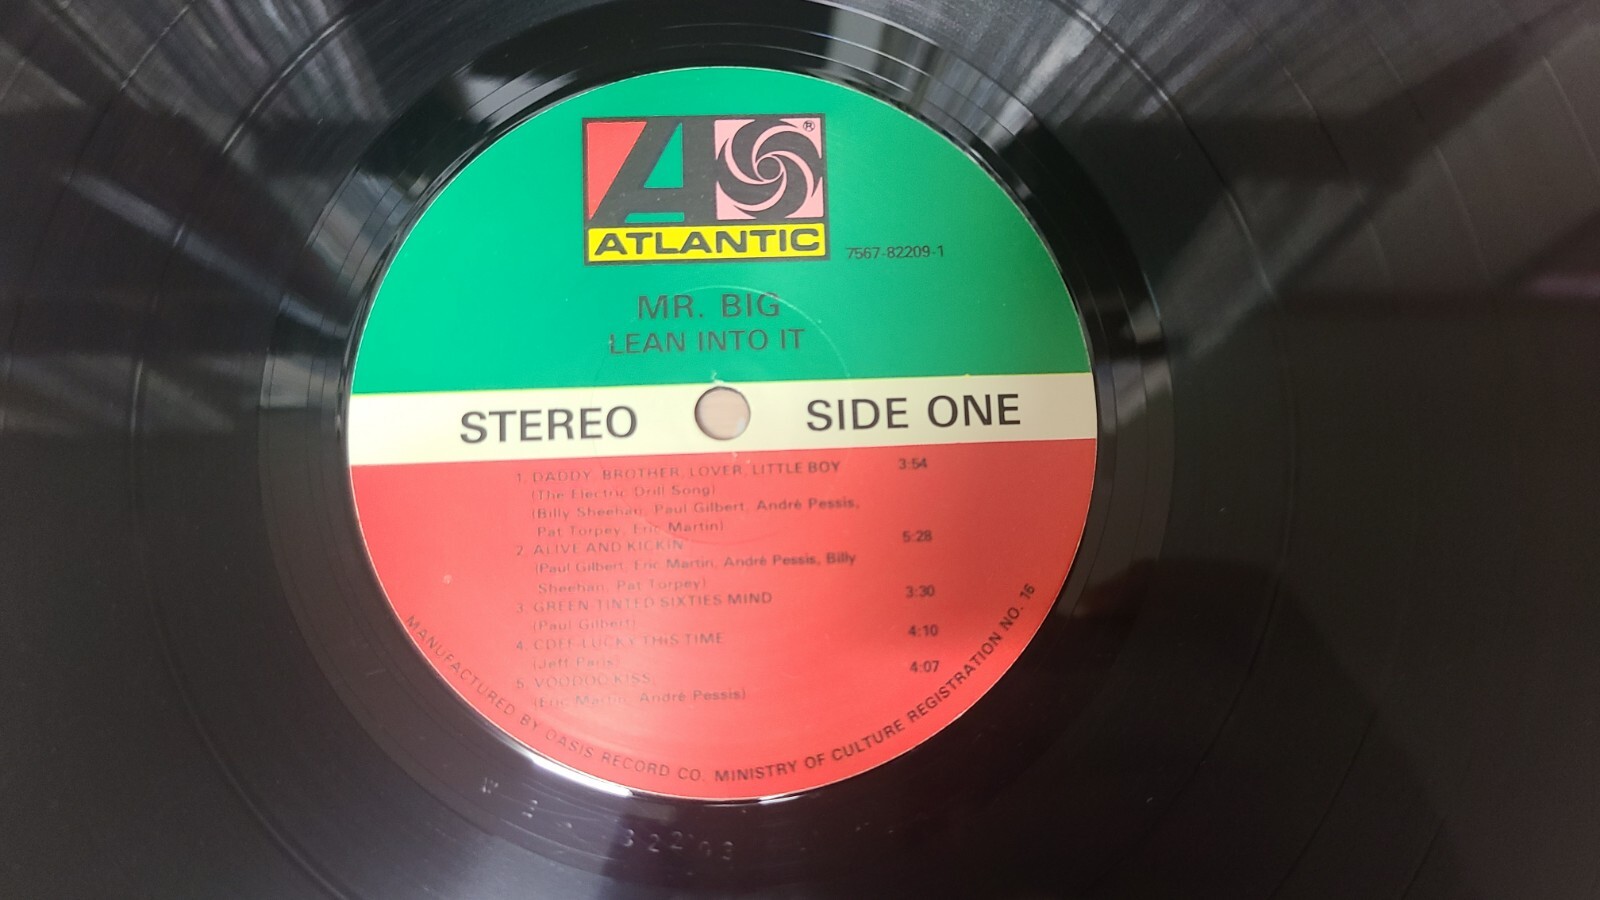 AS®
ATLANTIC
7567-82209-1
MR. BIG
LEAN INTO IT
STEREO SIDE ONE
1. DADDY, BROTHER, LOVER, LITTLE BOY 3:54
(The Electric Drill Song)
(Billy Sheehan, Paul Gilbert, André Pessis,
Pat Torpey, Eric Martin)
2. ALIVE AND KICKIN' 5:28
(Paul Gilbert, Eric Martin, André Pessis, Billy
Sheehan, Pat Torpey)
3. GREEN-TINTED SIXTIES MIND 3:30
(Paul Gilbert)
4. CDFF-LUCKY THIS TIME 4:10
(Jeff Paris)
5. VOODOO KISS 4:07
(Eric Martin, André Pessis)
MANUFACTURED BY OASIS RECORD CO. MINISTRY OF CULTURE REGISTRATION NO. 16